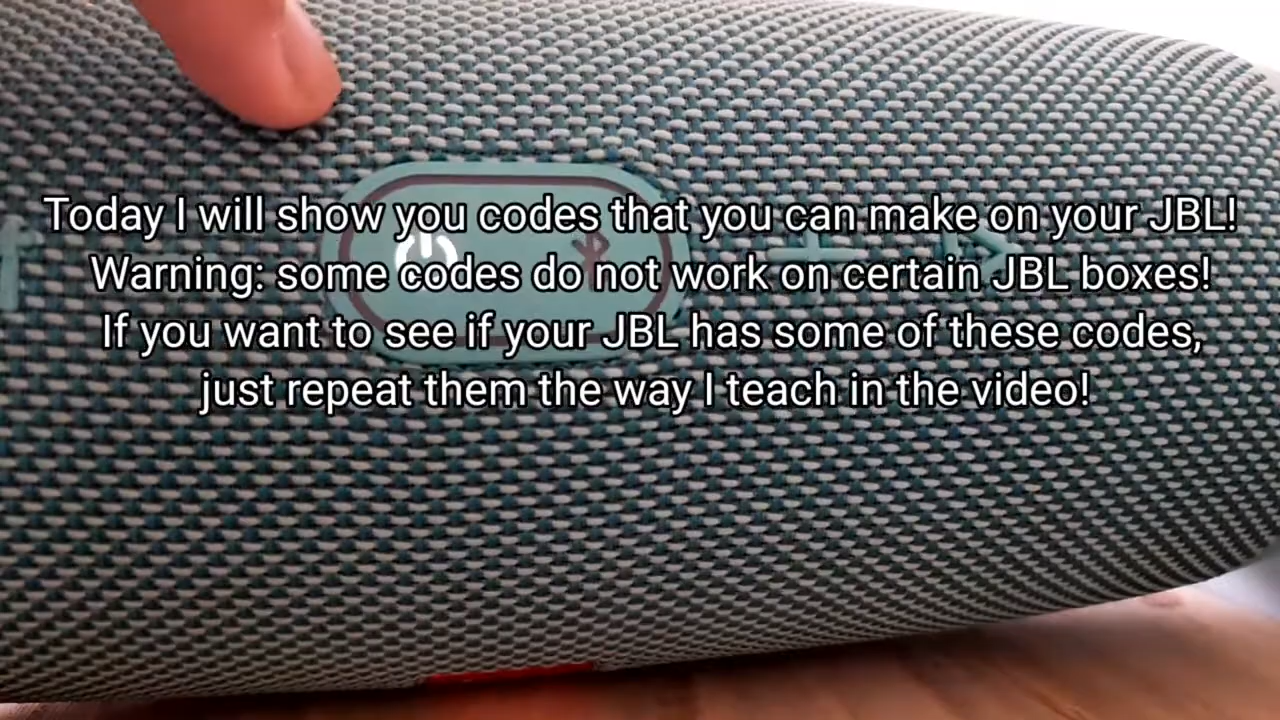 Today I will show you codes that you can make on your JBL!
Warning: some codes do not work on certain JBL boxes!
If you want to see if your JBL has some of these codes,
just repeat them the way I teach in the video!